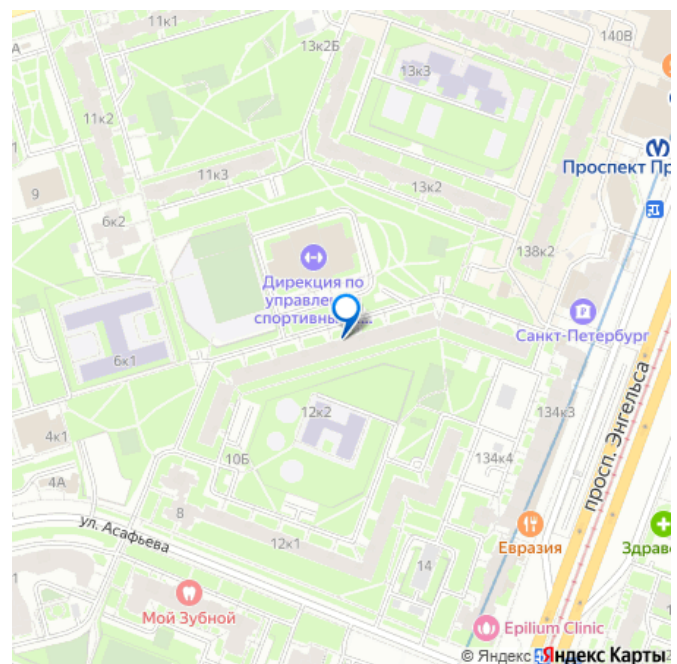 11к1
140В
13к2Б
13к3
11к2
Проспект Пр
11к3
13к2
9
6к2
138к2
Дирекция по
управлен
спортивны
Санкт-Петербург
6к1
просп. Энгельса
12к2
134к3
4к1
10Б
134к4
4А
8
ул. Асафьева
Евразия
Здрав
12к1
14
Мой Зубной
Epilium Clinic
© Яндекс Яндекс Карты